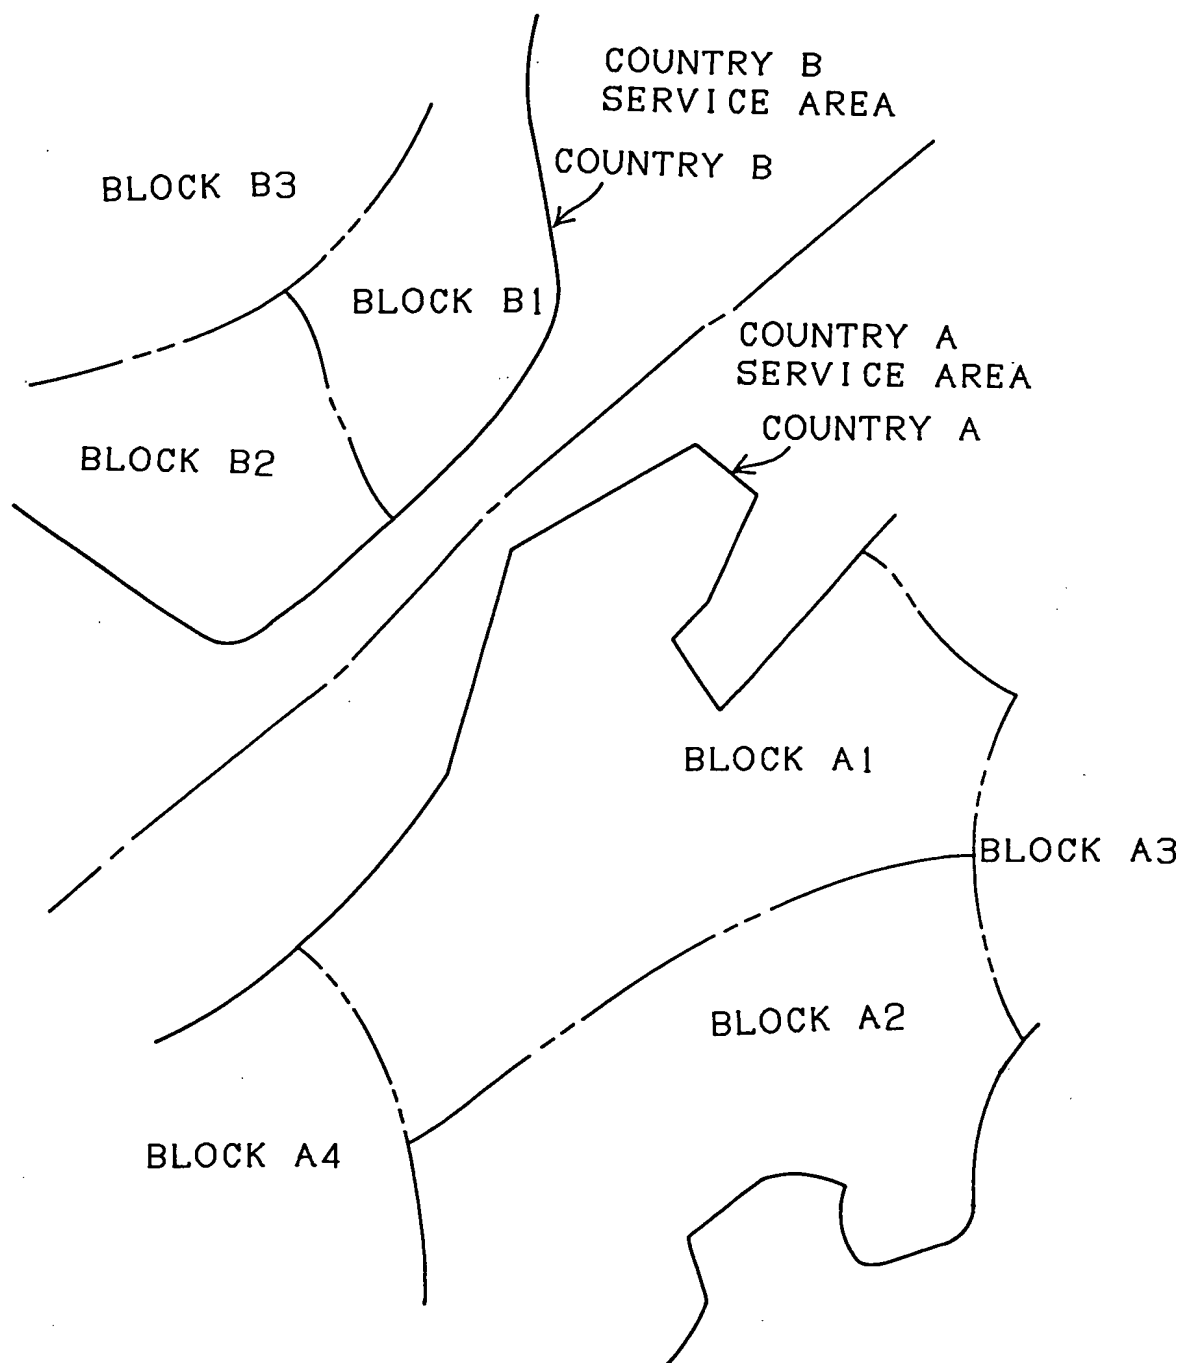 COUNTRY B
SERVICE AREA
COUNTRY B
BLOCK B3
BLOCK B1
COUNTRY A
SERVICE AREA
COUNTRY A
BLOCK B2
BLOCK A1
BLOCK A3
BLOCK A2
BLOCK A4